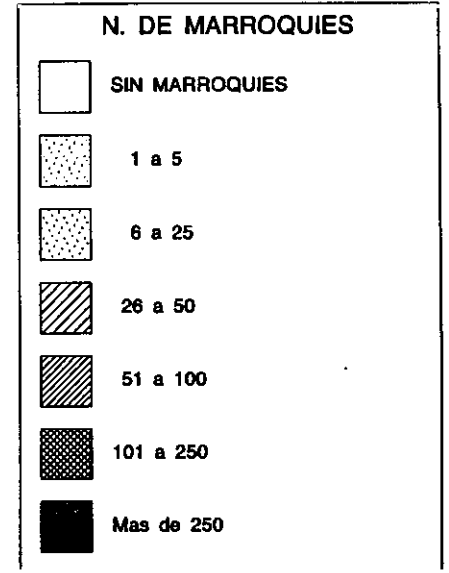 N. DE MARROQUIES
SIN MARROQUIES
1 a 5
6 a 25
26 a 50
51 a 100
101 a 250
Mas de 250